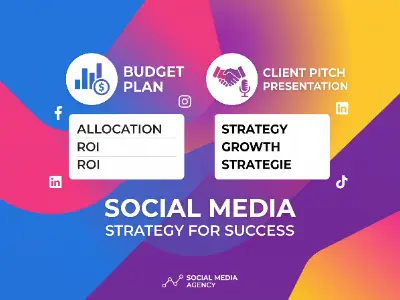 BUDGET
PLAN
CLIENT PITCH
PRESENTATION
ALLOCATION
ROI
ROI
STRATEGY
GROWTH
STRATEGIE
SOCIAL MEDIA
STRATEGY FOR SUCCESS
SOCIAL MEDIA
AGENCY